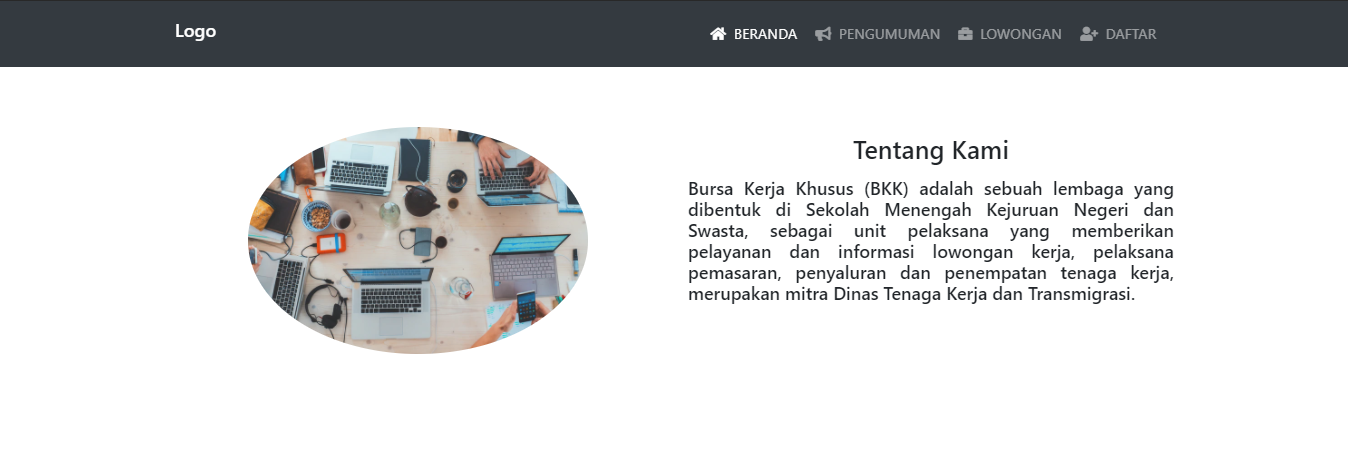 Logo
BERANDA
PENGUMUMAN
LOWONGAN
DAFTAR
Tentang Kami
Bursa Kerja Khusus (BKK) adalah sebuah lembaga yang
dibentuk di Sekolah Menengah Kejuruan Negeri dan
Swasta, sebagai unit pelaksana yang memberikan
pelayanan dan informasi lowongan kerja, pelaksana
pemasaran, penyaluran dan penempatan tenaga kerja,
merupakan mitra Dinas Tenaga Kerja dan Transmigrasi.